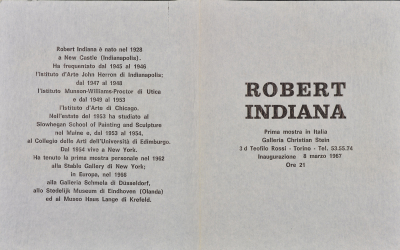 Robert Indiana è nato nel 1928
a New Castle (Indianapolis).
Ha frequentato dal 1945 al 1946
l'Istituto d'Arte John Herron di Indianapolis;
dal 1947 al 1948
l'Istituto Munson-Williams-Proctor di Utica
e dal 1949 al 1953
l'Istituto d'Arte di Chicago.
Nell'estate del 1953 ha studiato al
Skowhegan School of Painting and Sculpture
nel Maine e, dal 1953 al 1954,
al Collegio delle Arti dell'Università di Edimburgo.
Dal 1954 vive a New York.
Ha tenuto la prima mostra personale nel 1962
alla Stable Gallery di New York;
in Europa, nel 1966
alla Galleria Schmela di Düsseldorf,
allo Stedelijk Museum di Eindhoven (Olanda)
ed al Museo Haus Lange di Krefeld.
ROBERT
INDIANA
Prima mostra in Italia
Galleria Christian Stein
3 d Teofilo Rossi - Torino - Tel. 53.55.74
Inaugurazione 8 marzo 1967
Ore 21